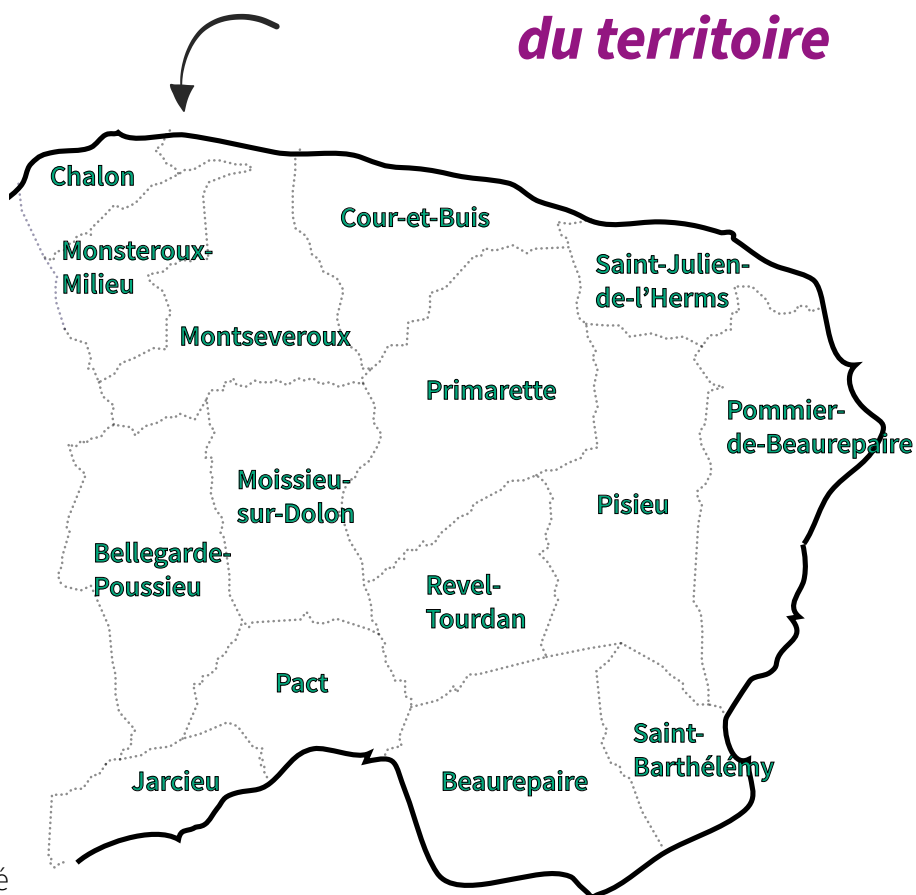 du territoire
Chalon
Cour-et-Buis
Monsteroux-
Milieu
Saint-Julien-
de-l’Herms
Montseveroux
Primarette
Pommier-
de-Beaurepaire
Moissieu-
sur-Dolon
Pisieu
Bellegarde-
Poussieu
Revel-
Tourdan
Pact
Saint-
Barthélémy
Jarcieu
Beaurepaire
é